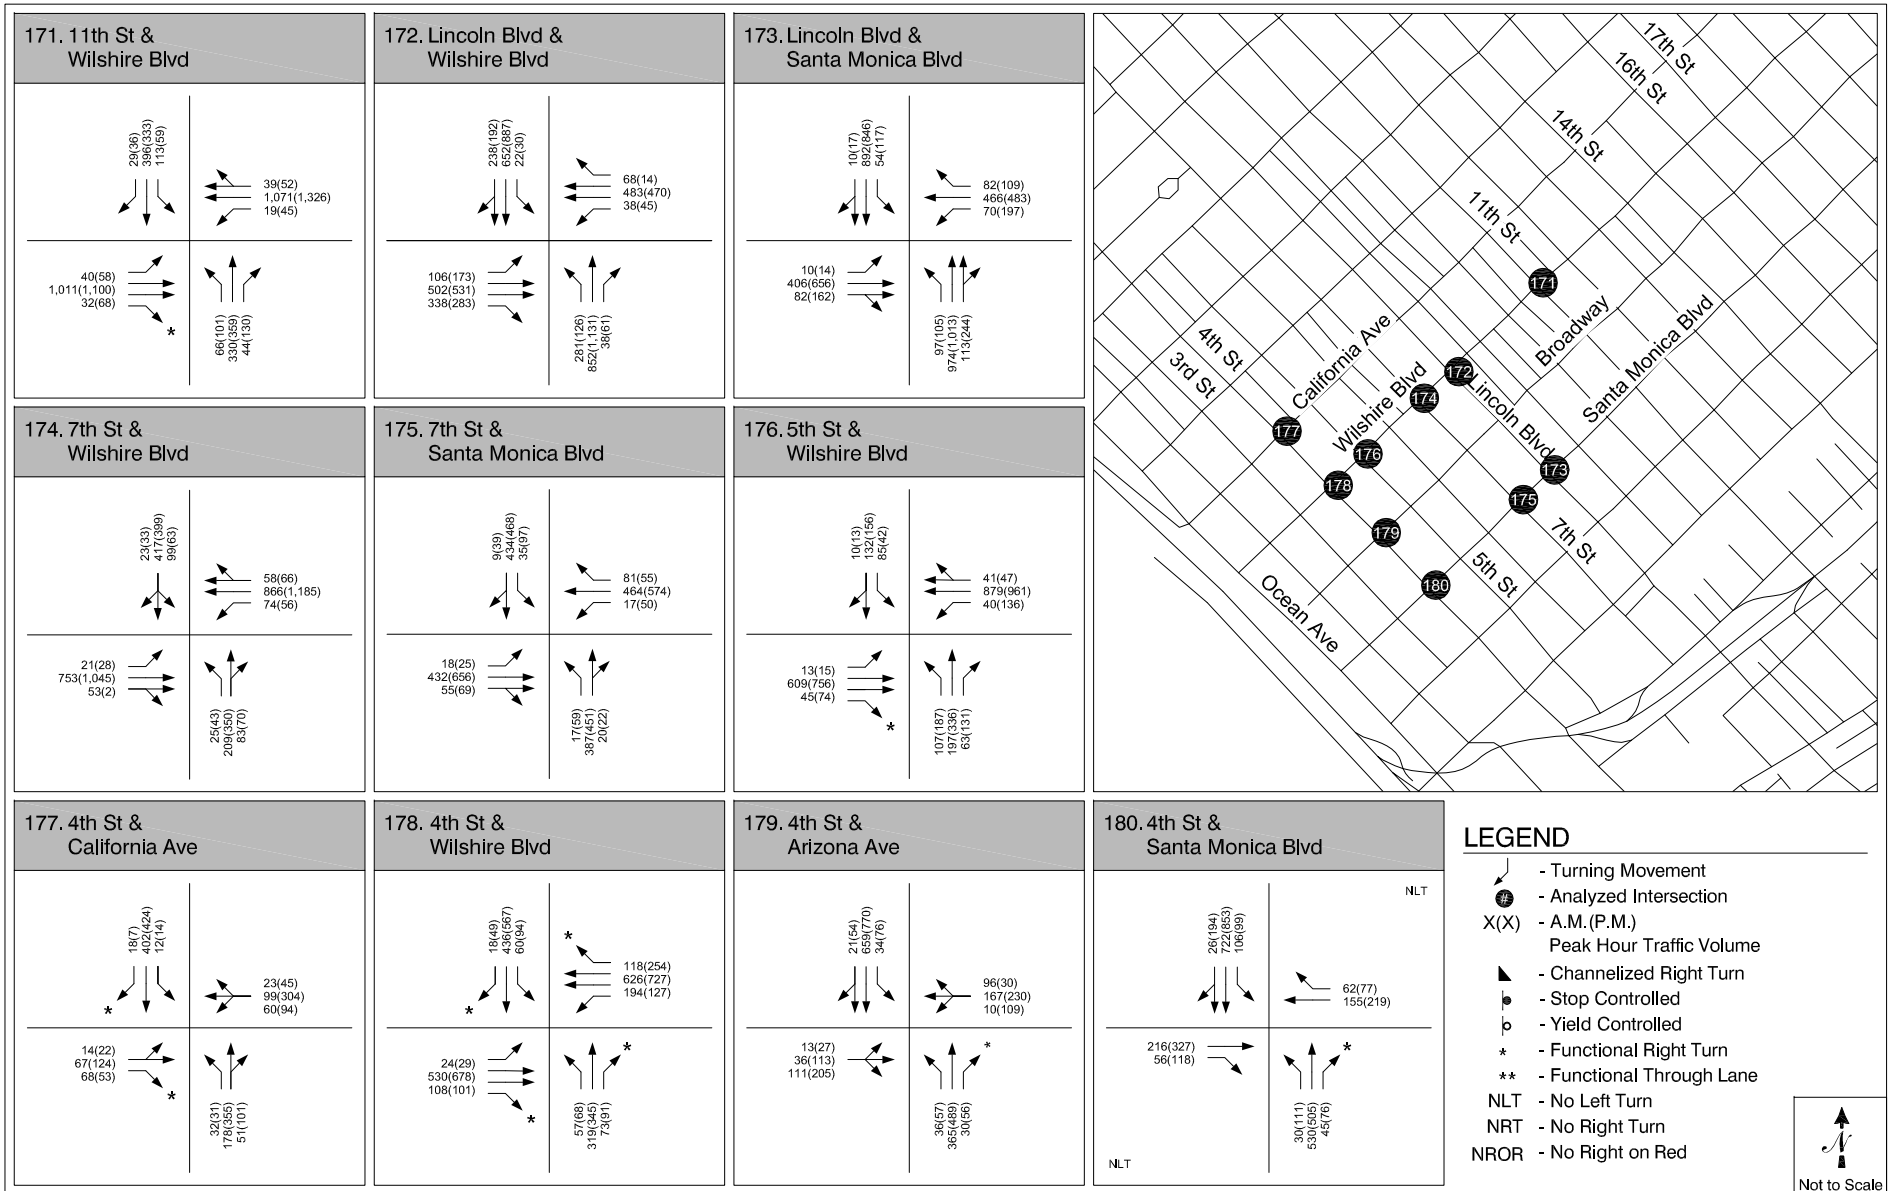 171. 11th St &
Wilshire Blvd
29(36)
396(333)
113(59)
39(52)
1,071(1,326)
19(45)
40(58)
1,011(1,100)
32(68)
*
66(101)
330(359)
44(130)
172. Lincoln Blvd &
Wilshire Blvd
238(192)
652(887)
22(30)
68(14)
483(470)
38(45)
106(173)
502(531)
338(283)
281(126)
852(1,131)
38(61)
173. Lincoln Blvd &
Santa Monica Blvd
10(17)
892(846)
54(117)
82(109)
466(483)
70(197)
10(14)
406(656)
82(162)
97(105)
974(1,013)
113(244)
174. 7th St &
Wilshire Blvd
23(33)
417(399)
99(63)
58(66)
866(1,185)
74(56)
21(28)
753(1,045)
53(2)
25(43)
209(350)
83(70)
175. 7th St &
Santa Monica Blvd
9(39)
434(468)
35(97)
81(55)
464(574)
17(50)
18(25)
432(656)
55(69)
17(59)
387(451)
20(22)
176. 5th St &
Wilshire Blvd
10(13)
132(156)
85(42)
41(47)
879(961)
40(136)
13(15)
609(756)
45(74)
*
107(187)
197(336)
63(131)
17th St
16th St
14th St
11th St
171
Broadway
Santa Monica Blvd
California Ave
4th St
3rd St
172
Lincoln Blvd
174
Wilshire Blvd
177
176
173
178
175
179
7th St
5th St
180
Ocean Ave
177. 4th St &
California Ave
18(7)
402(424)
12(14)
*
23(45)
99(304)
60(94)
14(22)
67(124)
68(53)
*
32(31)
178(355)
51(101)
178. 4th St &
Wilshire Blvd
18(49)
436(567)
60(94)
*
*
118(254)
626(727)
194(127)
24(29)
530(678)
108(101)
*
*
57(68)
319(345)
73(91)
179. 4th St &
Arizona Ave
21(54)
659(770)
34(76)
96(30)
167(230)
10(109)
13(27)
36(113)
111(205)
*
36(57)
365(489)
30(56)
180. 4th St &
Santa Monica Blvd
NLT
26(194)
722(853)
106(99)
62(77)
155(219)
216(327)
56(118)
*
30(111)
530(505)
45(76)
NLT
LEGEND
- Turning Movement
# - Analyzed Intersection
X(X) - A.M.(P.M.)
Peak Hour Traffic Volume
- Channelized Right Turn
- Stop Controlled
- Yield Controlled
* - Functional Right Turn
** - Functional Through Lane
NLT - No Left Turn
NRT - No Right Turn
NROR - No Right on Red
N
Not to Scale